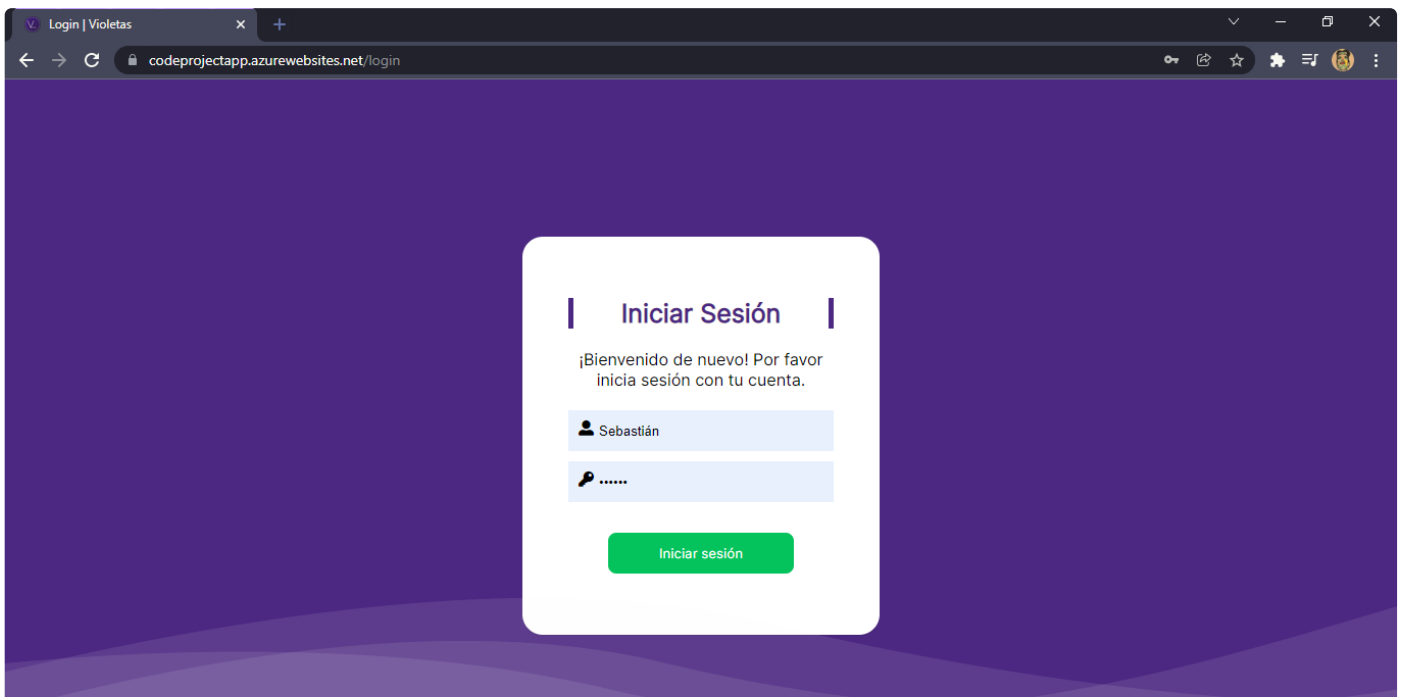 Login | Violetas
codeprojectapp.azurewebsites.net/login
Iniciar Sesión
¡Bienvenido de nuevo! Por favor
inicia sesión con tu cuenta.
Sebastián
••••••
Iniciar sesión